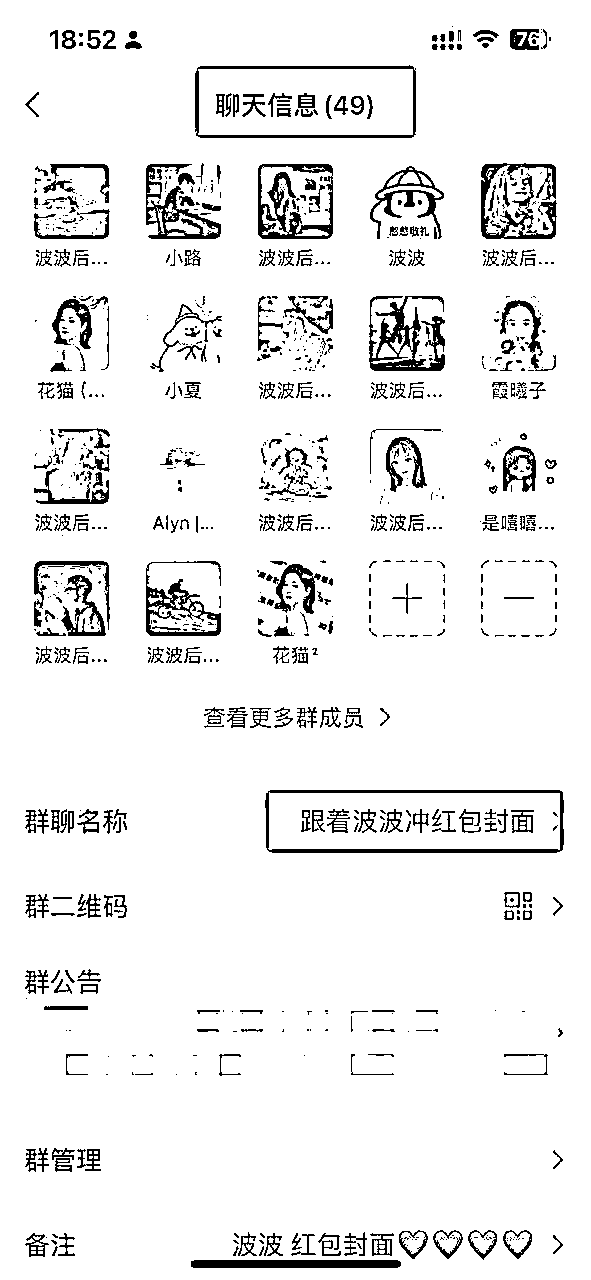 18:52 76
聊天信息(49)
波波后... 小路 波波后... 波波 波波后...
憨憨敬礼
花猫 (... 小夏 波波后... 波波后... 霞曦子
波波后... Alyn |... 波波后... 波波后... 是嘻嘻...
波波后... 波波后... 花猫²
查看更多群成员
群聊名称 跟着波波冲红包封面
群二维码
群公告
群管理
备注 波波 红包封面♡♡♡♡